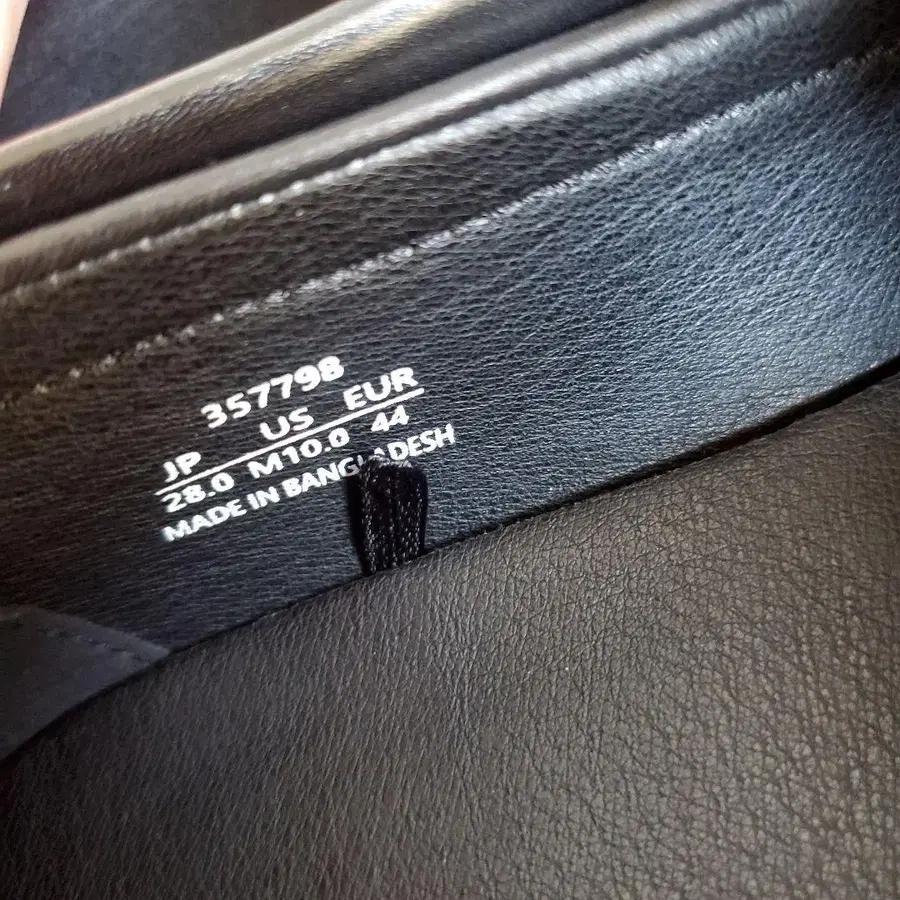 357798
JP US EUR
28.0 M10.0 44
MADE IN BANGLADESH